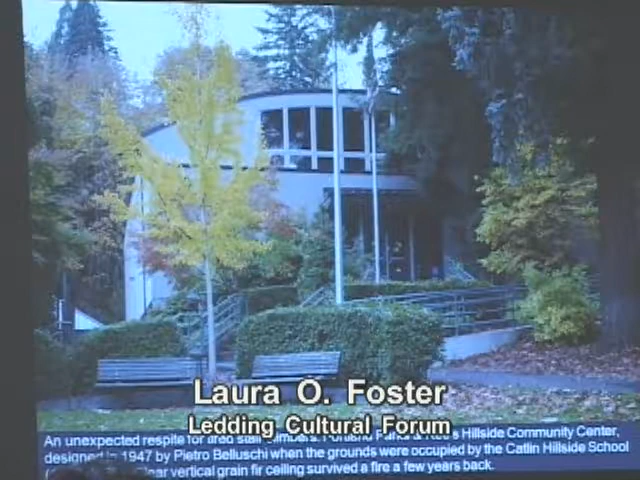 Laura O. Foster
Ledding Cultural Forum
An unexpected respite for tired stair climbers. Portland Parks & Rec's Hillside Community Center,
designed in 1947 by Pietro Belluschi when the grounds were occupied by the Catlin Hillside School
clear vertical grain fir ceiling survived a fire a few years back.